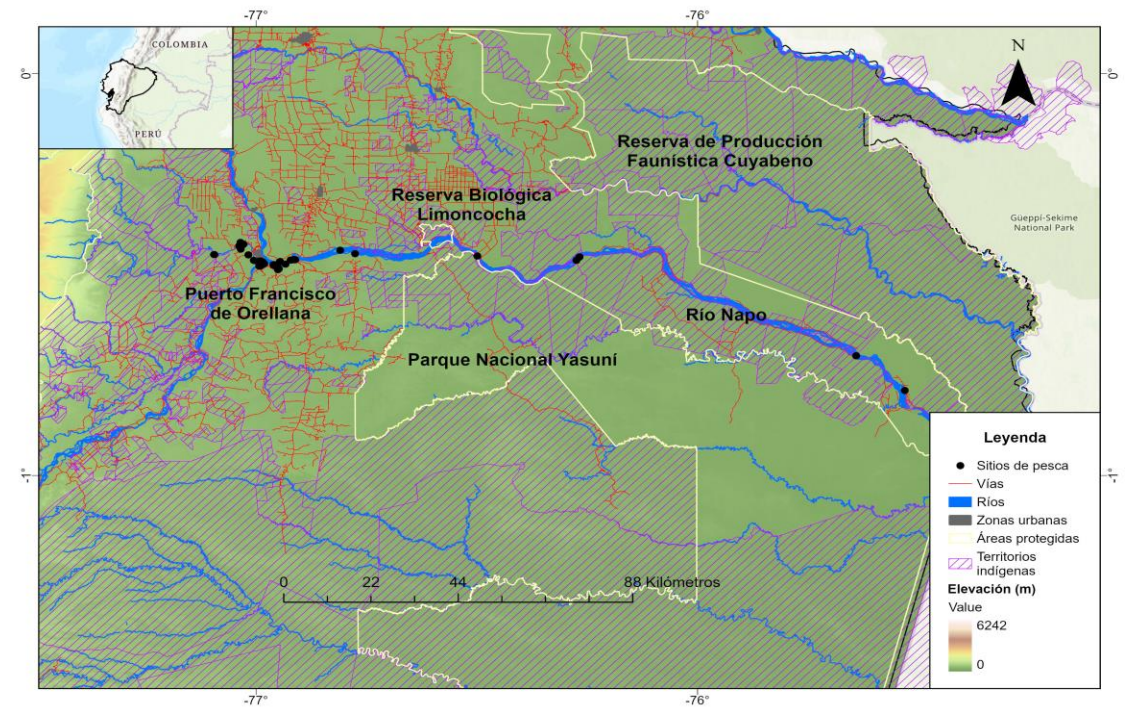 -77°
-76°
COLOMBIA
PERÚ
N
0°
0°
Reserva de Producción
Faunística Cuyabeno
Reserva Biológica
Limoncocha
Güeppi-Sekime
National Park
Puerto Francisco
de Orellana
Río Napo
Parque Nacional Yasuní
-1°
-1°
0
22
44
88 Kilómetros
Leyenda
Sitios de pesca
Vías
Ríos
Zonas urbanas
Áreas protegidas
Territorios
indígenas
Elevación (m)
Value
6242
0
-77°
-76°